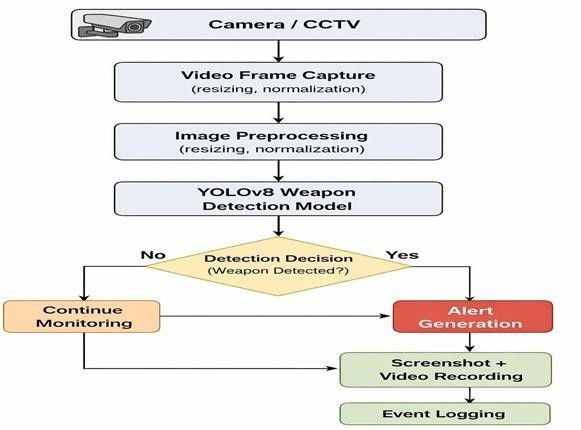 Camera / CCTV
Video Frame Capture
(resizing, normalization)
Image Preprocessing
(resizing, normalization)
YOLOv8 Weapon
Detection Model
No
Detection Decision
(Weapon Detected?)
Yes
Continue
Monitoring
Alert
Generation
Screenshot +
Video Recording
Event Logging